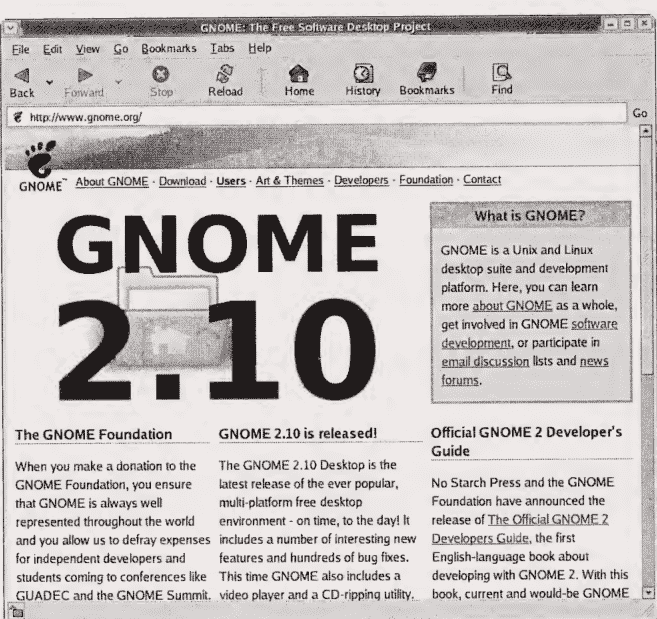 GNOME: The Free Software Desktop Project
File Edit View Go Bookmarks Tabs Help
Back Forward Stop Reload Home History Bookmarks Find
http://www.gnome.org/ Go
GNOME™ About GNOME · Download · Users · Art & Themes · Developers · Foundation · Contact
GNOME
2.10
What is GNOME?
GNOME is a Unix and Linux
desktop suite and development
platform. Here, you can learn
more about GNOME as a whole,
get involved in GNOME software
development, or participate in
email discussion lists and news
forums.
The GNOME Foundation
When you make a donation to the
GNOME Foundation, you ensure
that GNOME is always well
represented throughout the world
and you allow us to defray expenses
for independent developers and
students coming to conferences like
GUADEC and the GNOME Summit.
GNOME 2.10 is released!
The GNOME 2.10 Desktop is the
latest release of the ever popular,
multi-platform free desktop
environment - on time, to the day! It
includes a number of interesting new
features and hundreds of bug fixes.
This time GNOME also includes a
video player and a CD-ripping utility,
Official GNOME 2 Developer's
Guide
No Starch Press and the GNOME
Foundation have announced the
release of The Official GNOME 2
Developers Guide, the first
English-language book about
developing with GNOME 2. With this
book, current and would-be GNOME